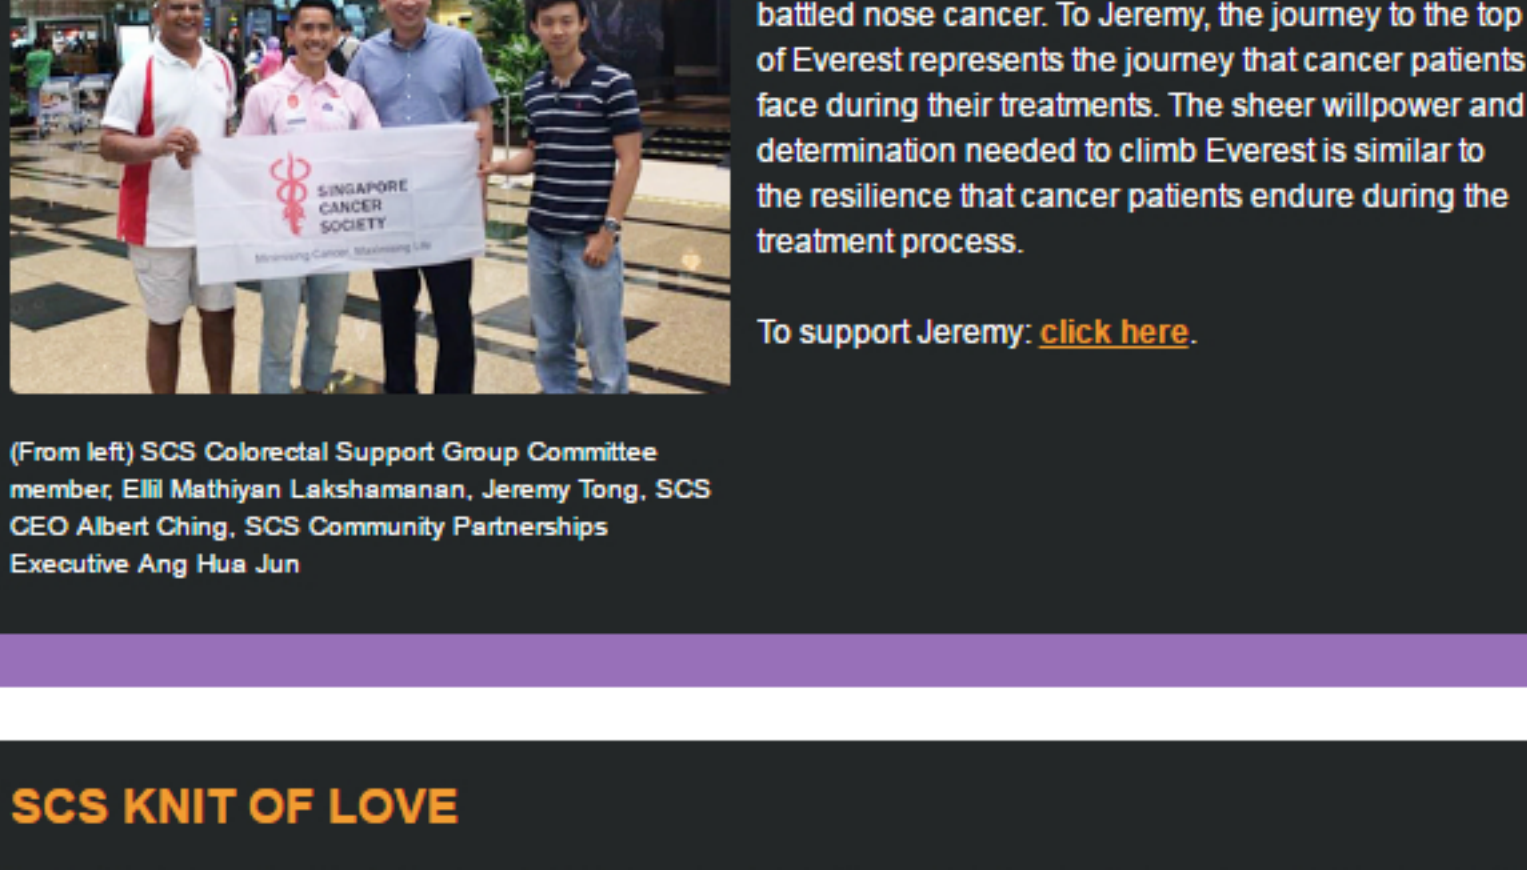 SINGAPORE
CANCER
SOCIETY
Minimising Cancer, Maximising Life
(From left) SCS Colorectal Support Group Committee
member, Ellil Mathiyan Lakshamanan, Jeremy Tong, SCS
CEO Albert Ching, SCS Community Partnerships
Executive Ang Hua Jun
battled nose cancer. To Jeremy, the journey to the top
of Everest represents the journey that cancer patients
face during their treatments. The sheer willpower and
determination needed to climb Everest is similar to
the resilience that cancer patients endure during the
treatment process.
To support Jeremy: click here.
SCS KNIT OF LOVE